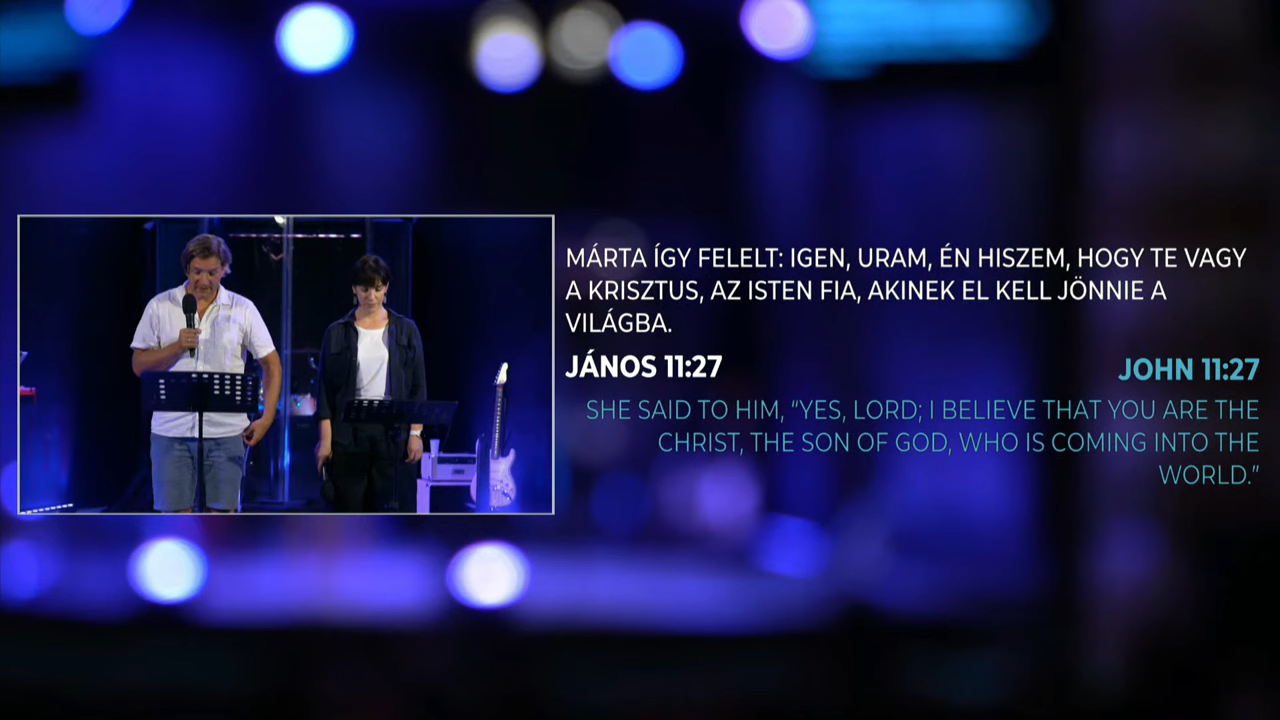 MÁRTA ÍGY FELELT: IGEN, URAM, ÉN HISZEM, HOGY TE VAGY
A KRISZTUS, AZ ISTEN FIA, AKINEK EL KELL JÖNNIE A
VILÁGBA.
JÁNOS 11:27
JOHN 11:27
SHE SAID TO HIM, “YES, LORD; I BELIEVE THAT YOU ARE THE
CHRIST, THE SON OF GOD, WHO IS COMING INTO THE
WORLD.”